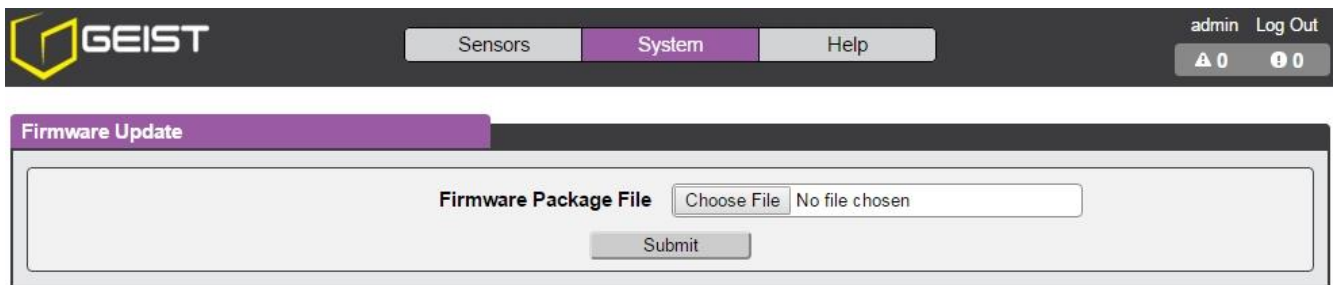 GEIST
Sensors System Help
admin Log Out
0 0
Firmware Update
Firmware Package File Choose File No file chosen
Submit